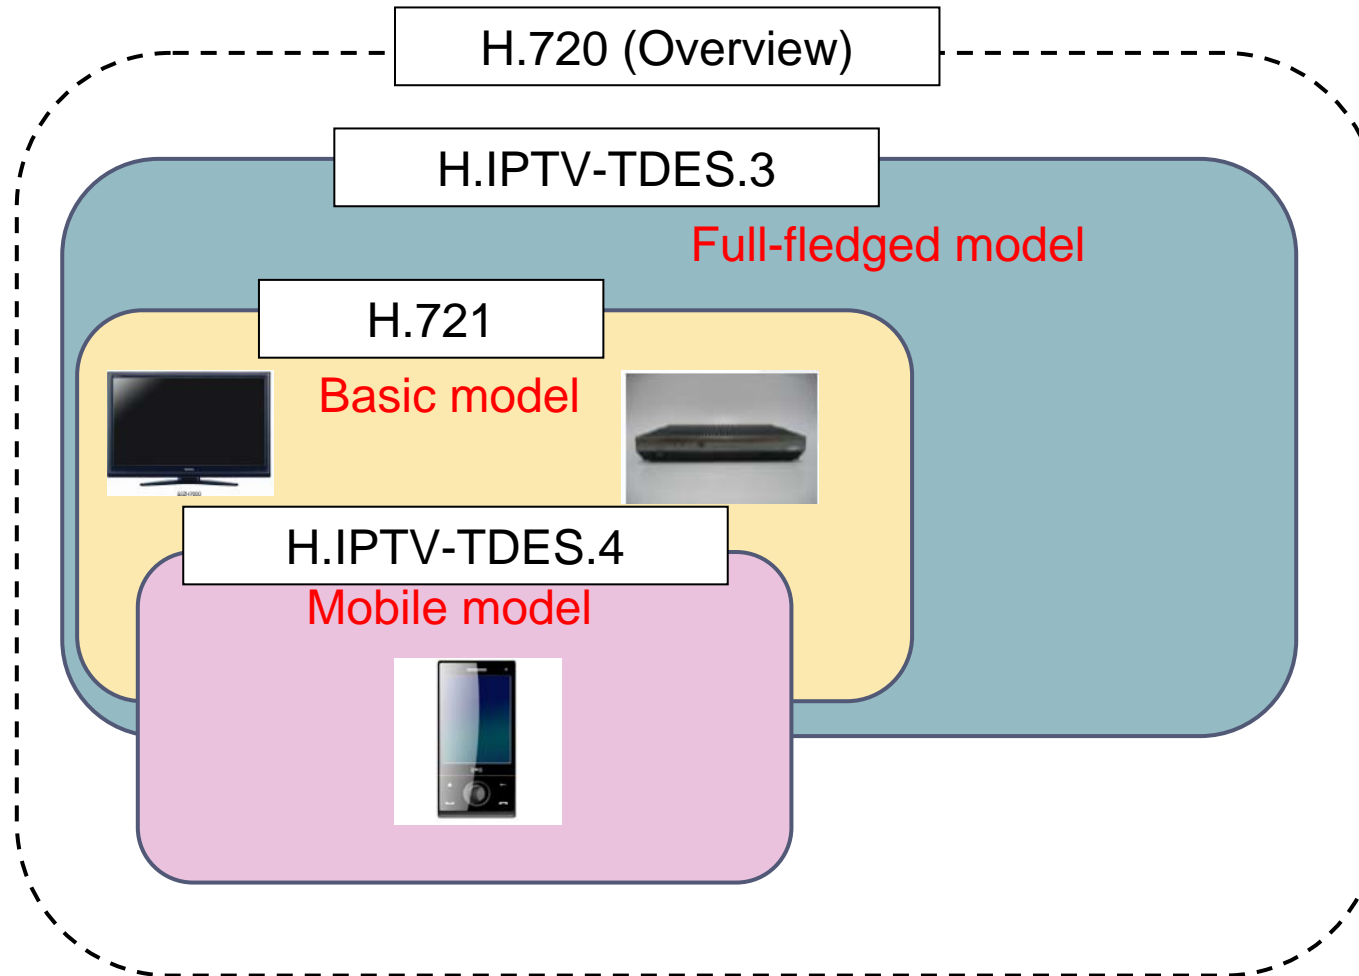 H.720 (Overview)
H.IPTV-TDES.3
Full-fledged model
H.721
Basic model
H.IPTV-TDES.4
Mobile model